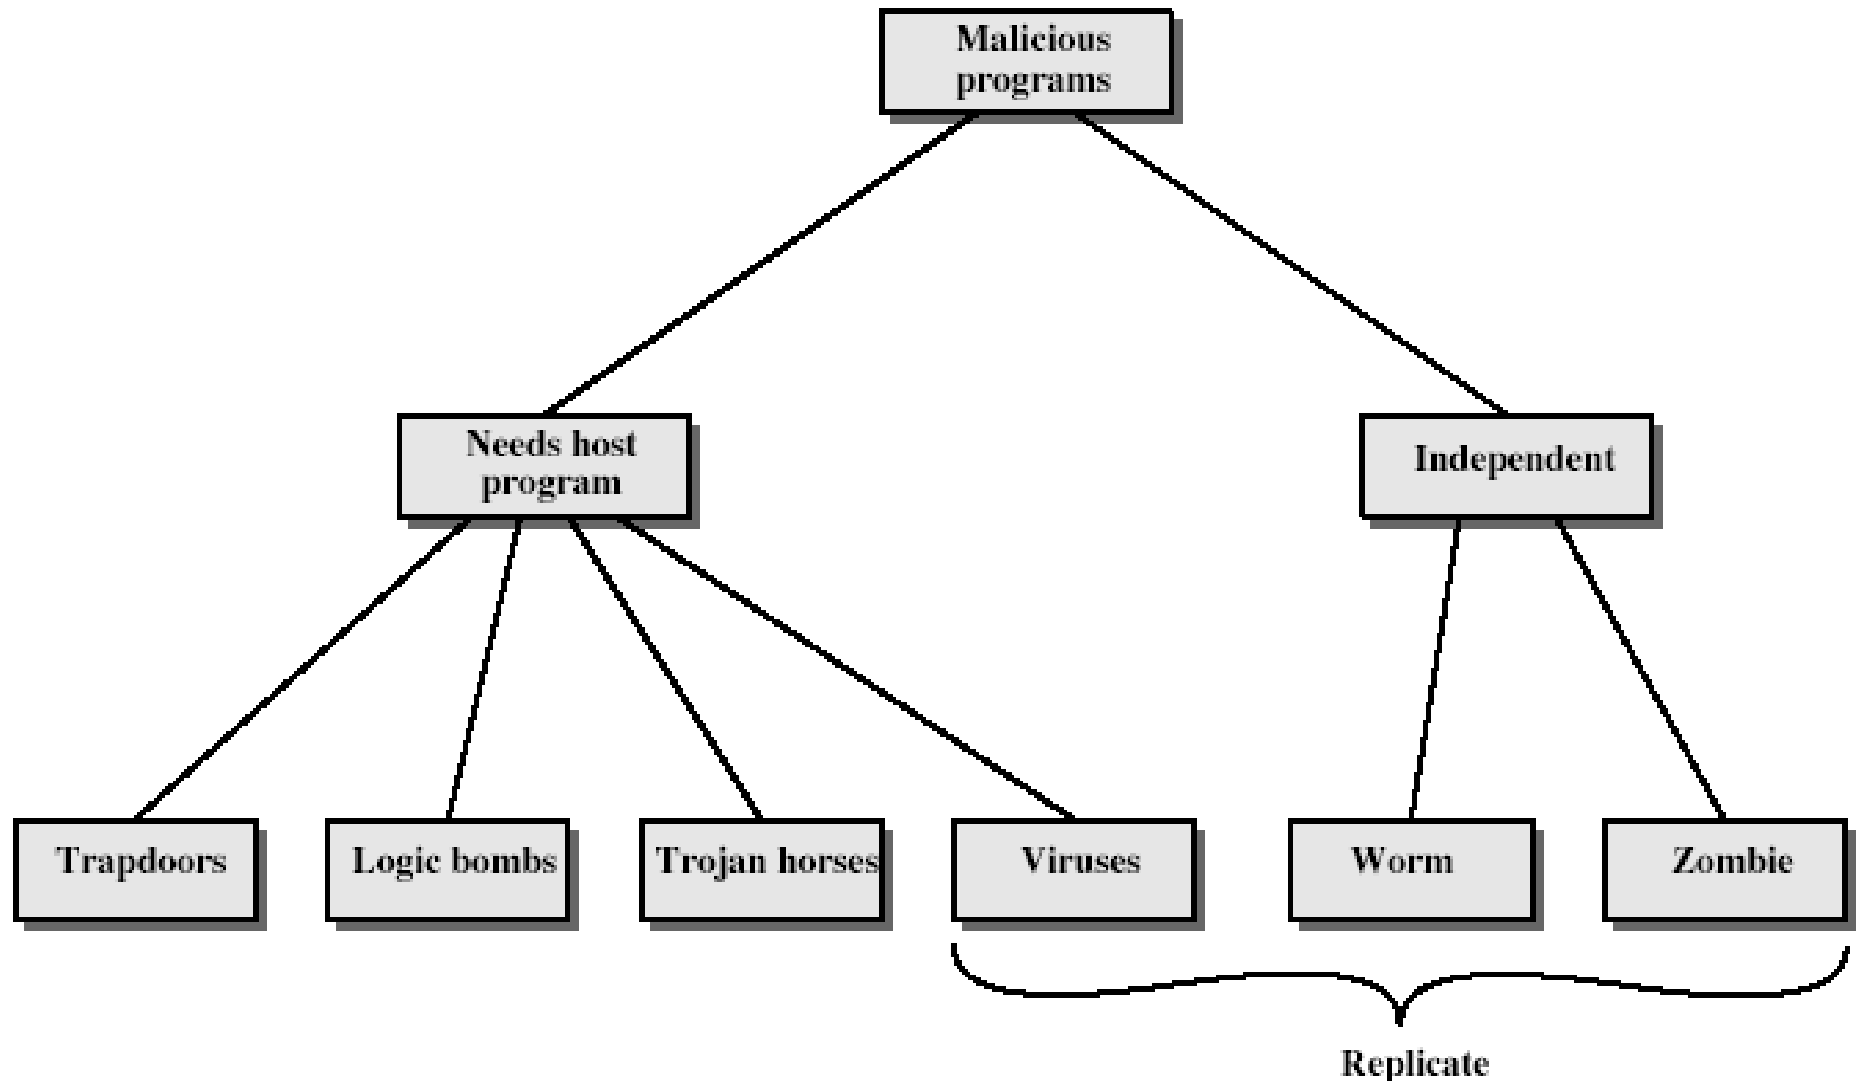 Malicious
programs
Needs host
program
Independent
Trapdoors
Logic bombs
Trojan horses
Viruses
Worm
Zombie
Replicate